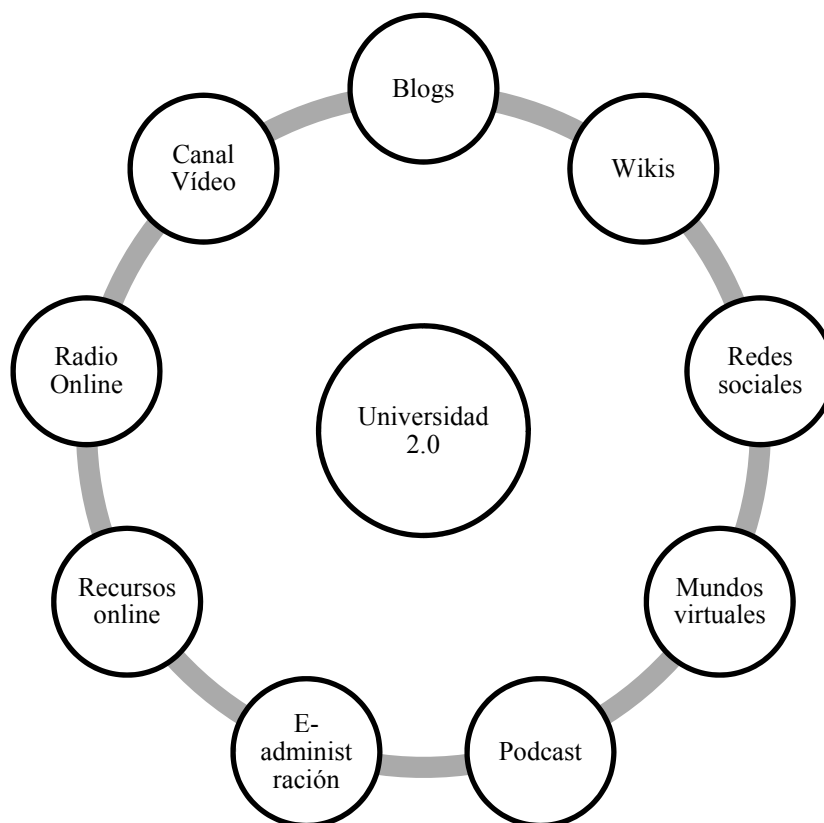 Blogs
Wikis
Redes
sociales
Mundos
virtuales
Podcast
E-
administ
ración
Recursos
online
Radio
Online
Canal
Vídeo
Universidad
2.0